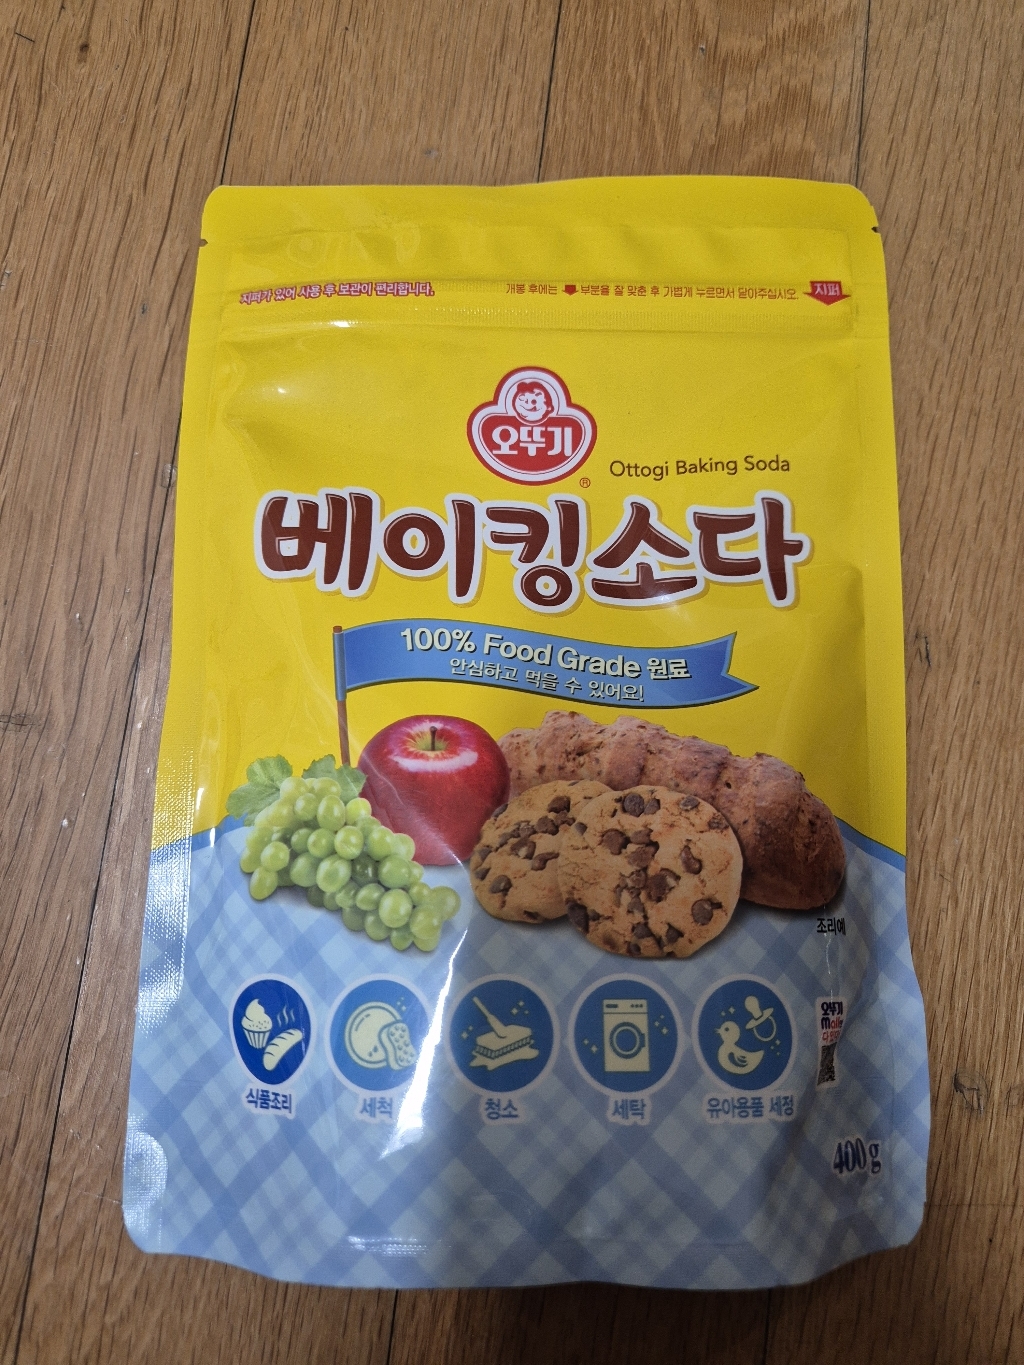 지퍼가 있어 사용 후 보관이 편리합니다.
개봉 후에는 부분을 잘 맞춘 후 가볍게 누르면서 닫아주십시오.
지퍼
오뚜기
®
Ottogi Baking Soda
베이킹소다
100% Food Grade 원료
안심하고 먹을 수 있어요!
조리예
오뚜기
식품조리
세척
청소
세탁
유아용품 세정
400g